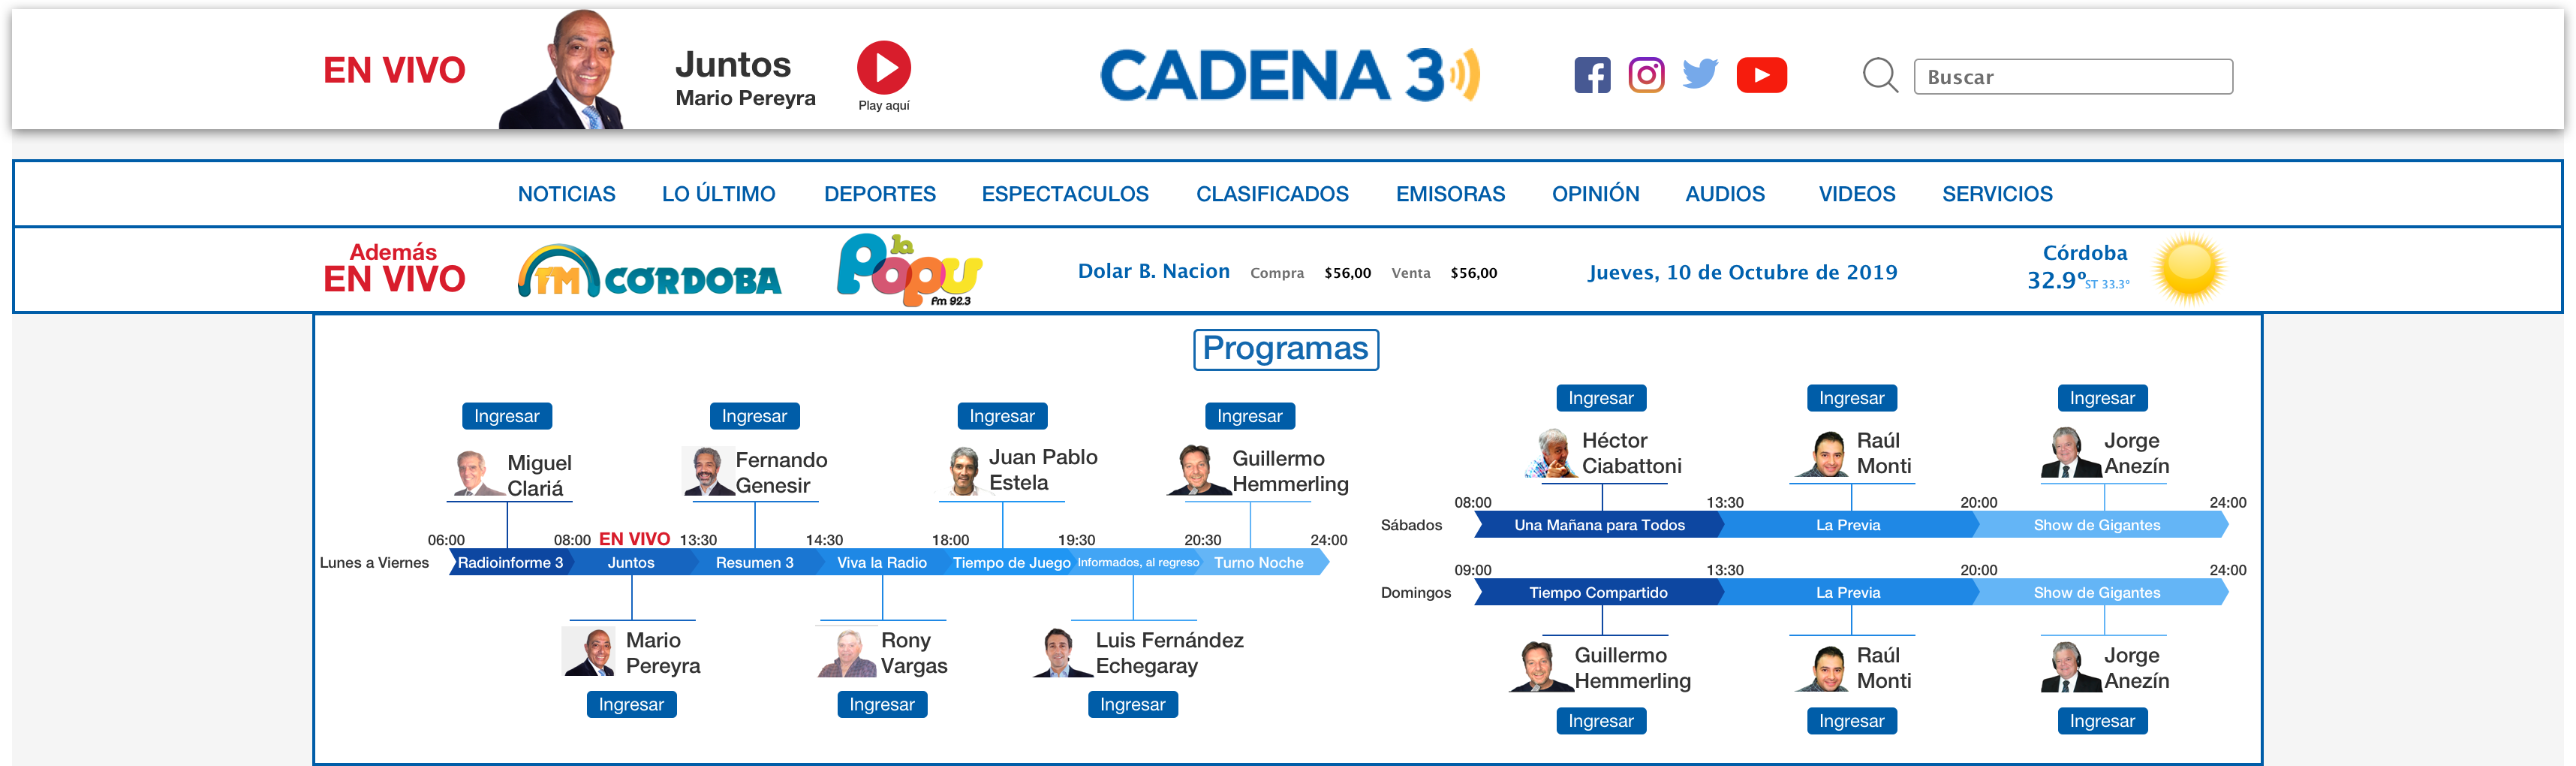 EN VIVO
Juntos
Mario Pereyra
Play aquí
CADENA 3
Buscar
NOTICIAS LO ÚLTIMO DEPORTES ESPECTACULOS CLASIFICADOS EMISORAS OPINIÓN AUDIOS VIDEOS SERVICIOS
Además
EN VIVO
FM CÓRDOBA
la
Popu
fm 92.3
Dolar B. Nacion Compra $56,00 Venta $56,00
Jueves, 10 de Octubre de 2019
Córdoba
32.9º ST 33.3º
Programas
Ingresar Ingresar Ingresar Ingresar
Miguel
Clariá
Fernando
Genesir
Juan Pablo
Estela
Guillermo
Hemmerling
06:00 08:00 EN VIVO 13:30 14:30 18:00 19:30 20:30 24:00
Lunes a Viernes Radioinforme 3 Juntos Resumen 3 Viva la Radio Tiempo de Juego Informados, al regreso Turno Noche
Mario
Pereyra
Rony
Vargas
Luis Fernández
Echegaray
Ingresar Ingresar Ingresar
Ingresar Ingresar Ingresar
Héctor
Ciabattoni
Raúl
Monti
Jorge
Anezín
08:00 13:30 20:00 24:00
Sábados Una Mañana para Todos La Previa Show de Gigantes
09:00 13:30 20:00 24:00
Domingos Tiempo Compartido La Previa Show de Gigantes
Guillermo
Hemmerling
Raúl
Monti
Jorge
Anezín
Ingresar Ingresar Ingresar